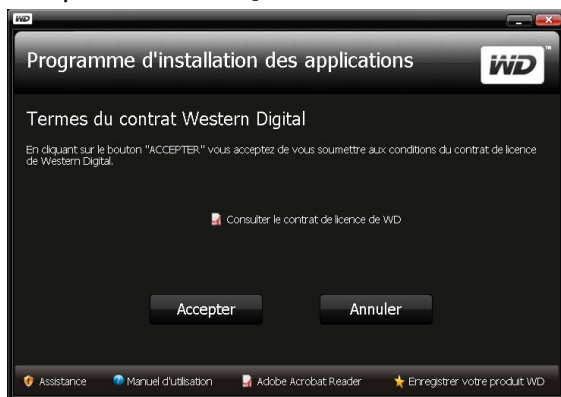 WD
Programme d'installation des applications
WD
Termes du contrat Western Digital
En cliquant sur le bouton "ACCEPTER" vous acceptez de vous soumettre aux conditions du contrat de licence
de Western Digital.
Consulter le contrat de licence de WD
Accepter Annuler
Assistance Manuel d'utilisation Adobe Acrobat Reader Enregistrer votre produit WD